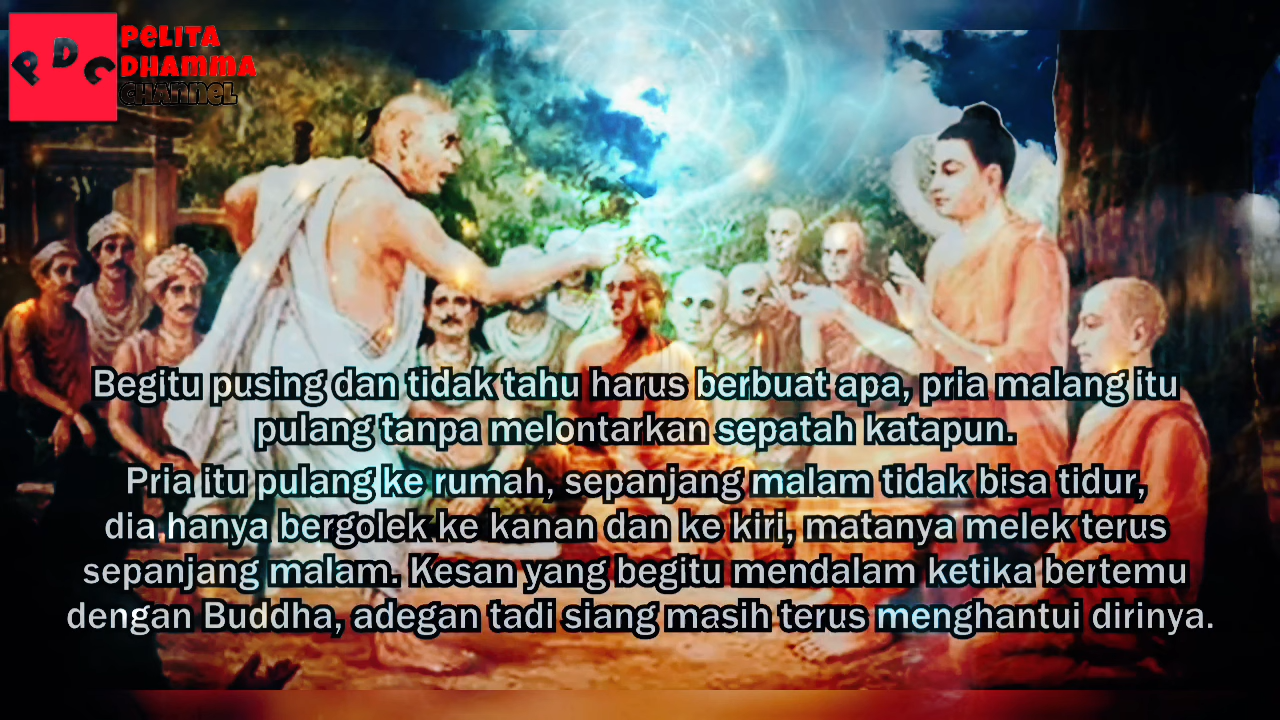 PDC
PELITA
DHAMMA
CHANNEL
Begitu pusing dan tidak tahu harus berbuat apa, pria malang itu
pulang tanpa melontarkan sepatah katapun.
Pria itu pulang ke rumah, sepanjang malam tidak bisa tidur,
dia hanya bergolek ke kanan dan ke kiri, matanya melek terus
sepanjang malam. Kesan yang begitu mendalam ketika bertemu
dengan Buddha, adegan tadi siang masih terus menghantui dirinya.